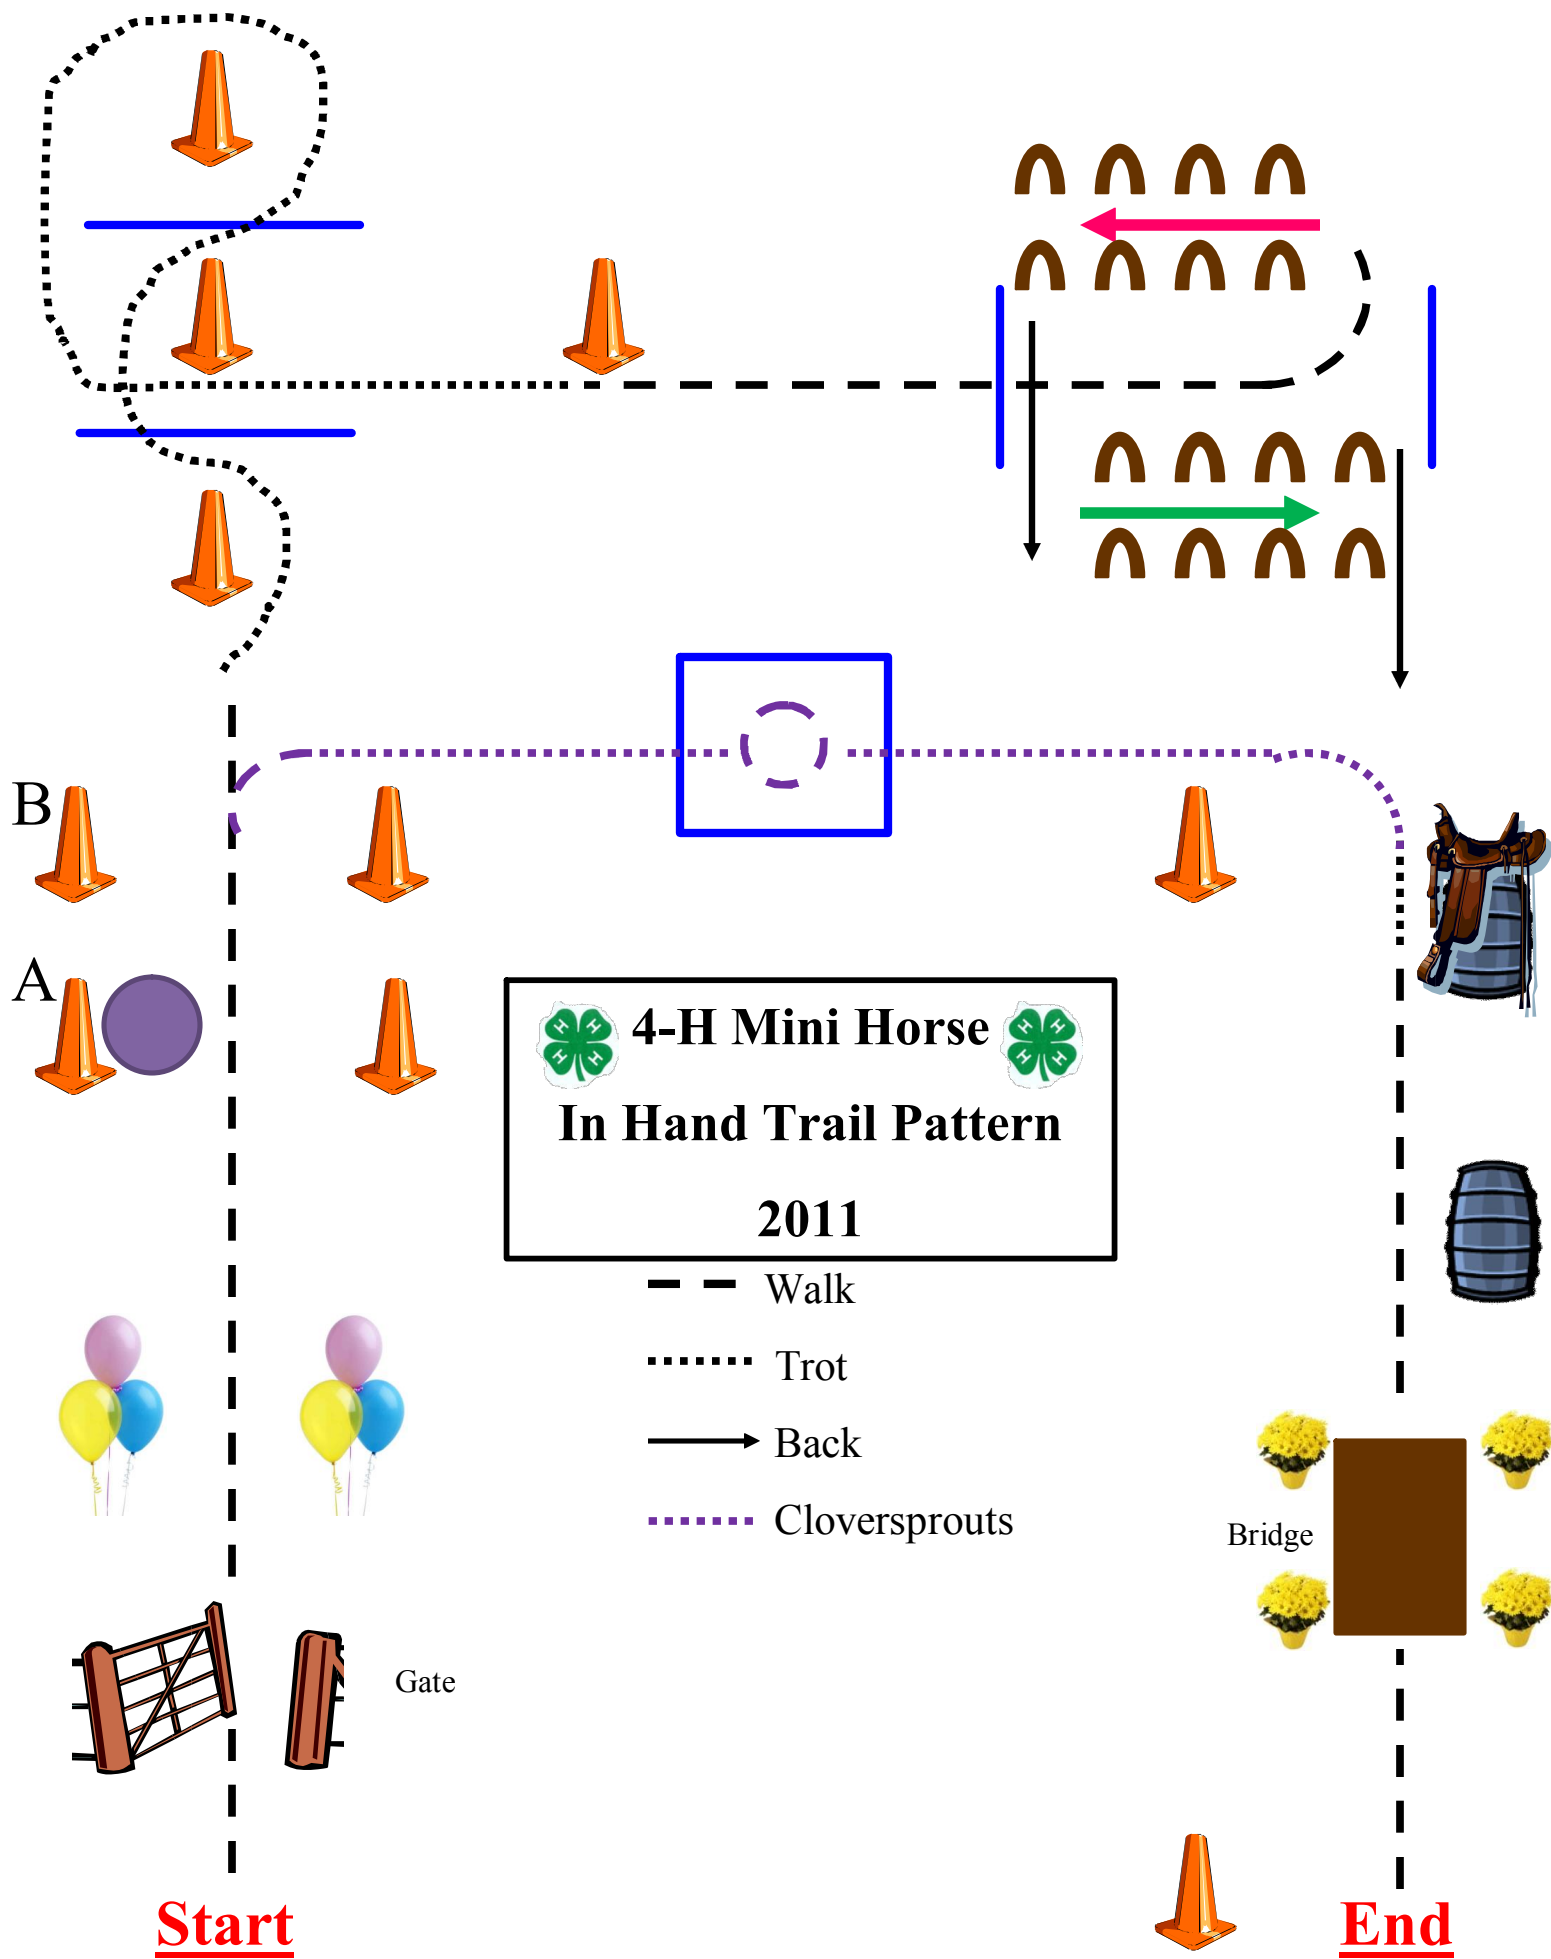 B
A
4-H Mini Horse
In Hand Trail Pattern
2011
Walk
Trot
Back
Cloversprouts
Bridge
Gate
Start
End